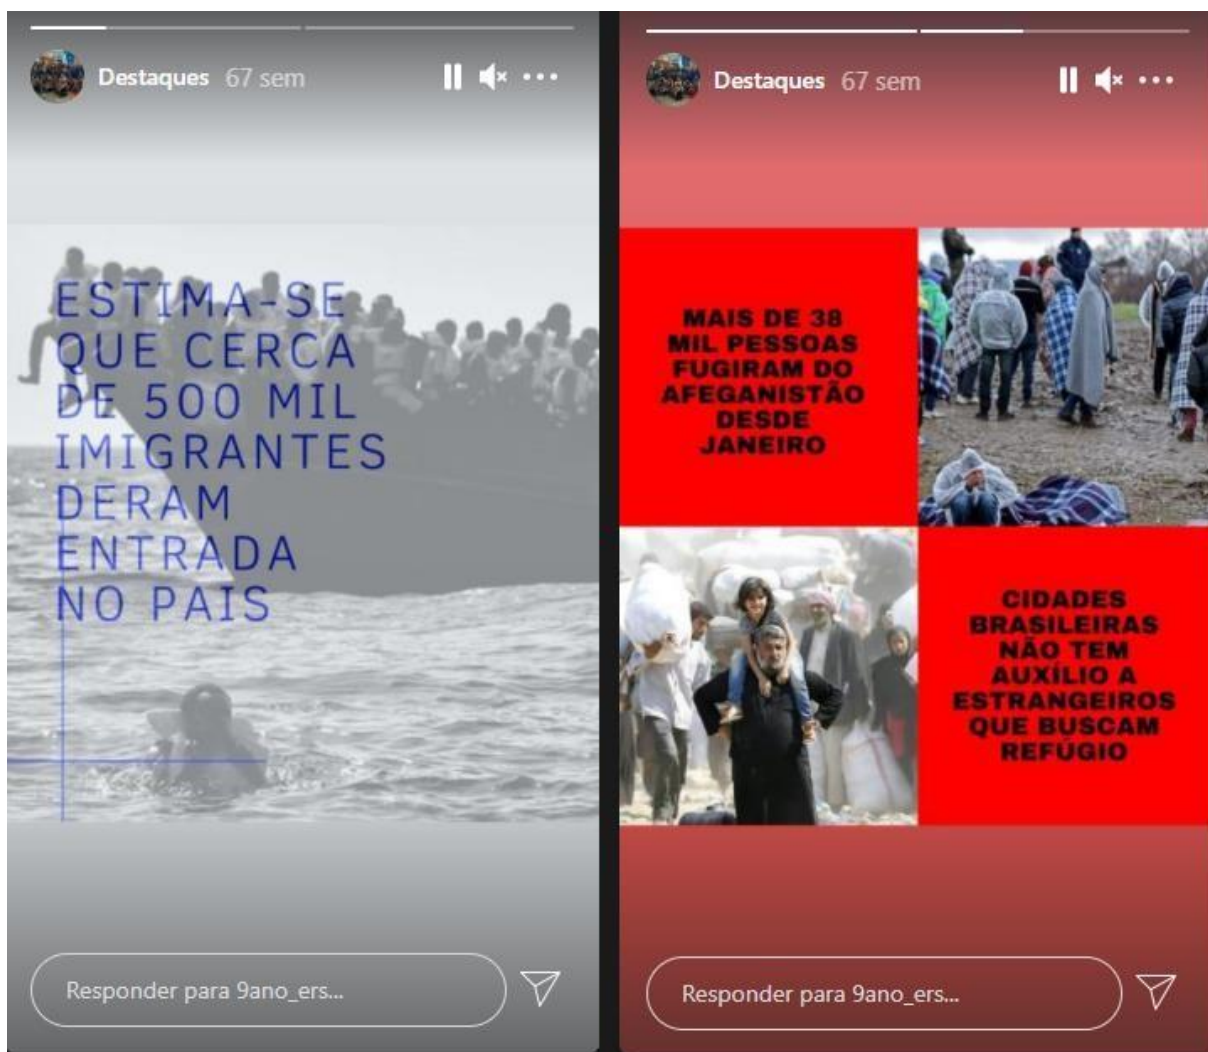 Destaques 67 sem
ESTIMA-SE
QUE CERCA
DE 500 MIL
IMIGRANTES
DERAM
ENTRADA
NO PAIS
Responder para 9ano_ers...
Destaques 67 sem
MAIS DE 38
MIL PESSOAS
FUGIRAM DO
AFEGANISTÃO
DESDE
JANEIRO
CIDADES
BRASILEIRAS
NÃO TEM
AUXÍLIO A
ESTRANGEIROS
QUE BUSCAM
REFÚGIO
Responder para 9ano_ers...